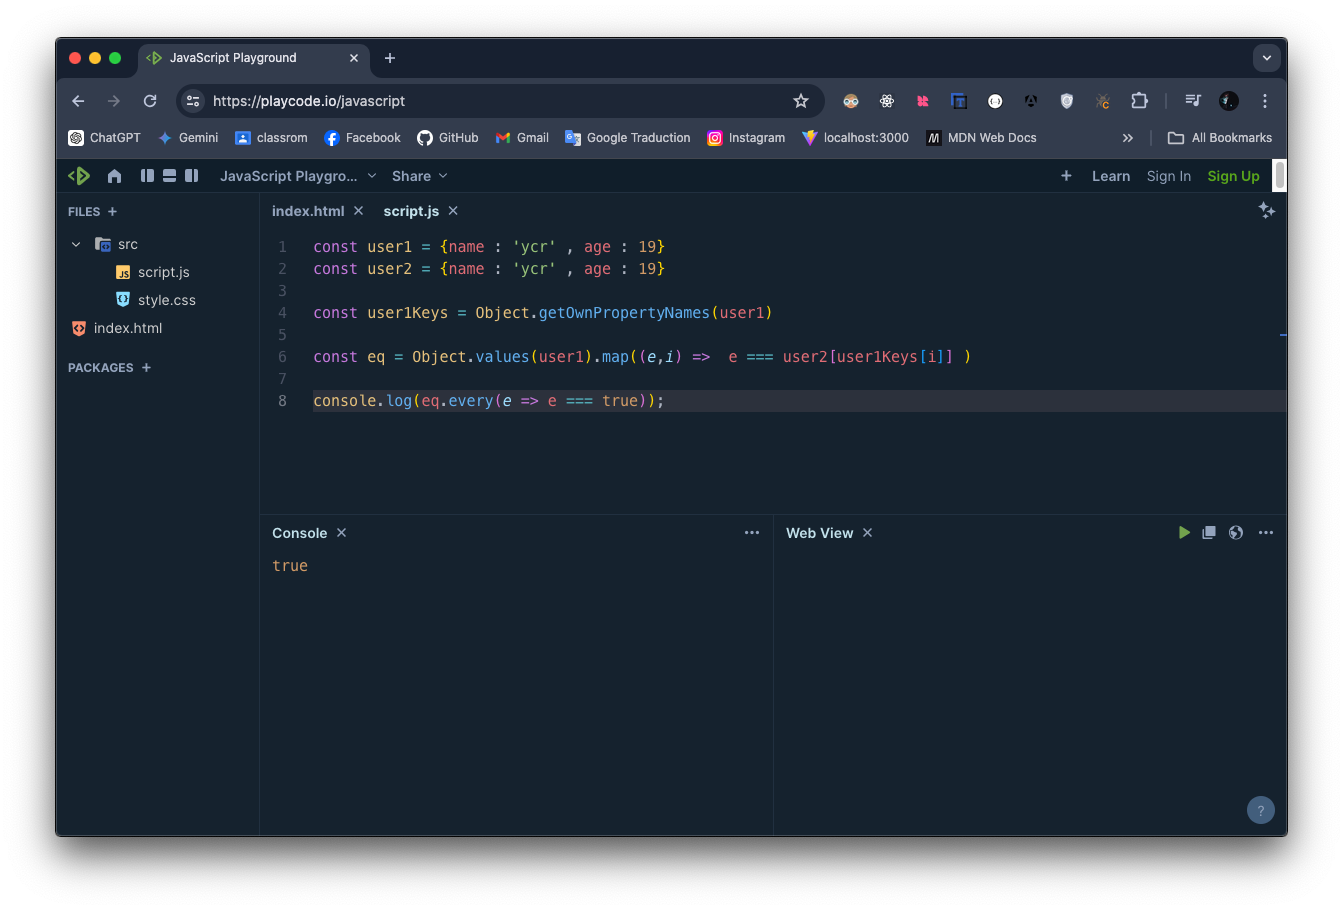 JavaScript Playground
https://playcode.io/javascript
ChatGPT Gemini classrom Facebook GitHub Gmail Google Traduction Instagram localhost:3000 MDN Web Docs » All Bookmarks
JavaScript Playgro... Share + Learn Sign In Sign Up
FILES +
src
script.js
style.css
index.html
PACKAGES +
index.html script.js
1 const user1 = {name : 'ycr' , age : 19}
2 const user2 = {name : 'ycr' , age : 19}
3
4 const user1Keys = Object.getOwnPropertyNames(user1)
5
6 const eq = Object.values(user1).map((e,i) =>  e === user2[user1Keys[i]] )
7
8 console.log(eq.every(e => e === true));
Console
true
Web View
?